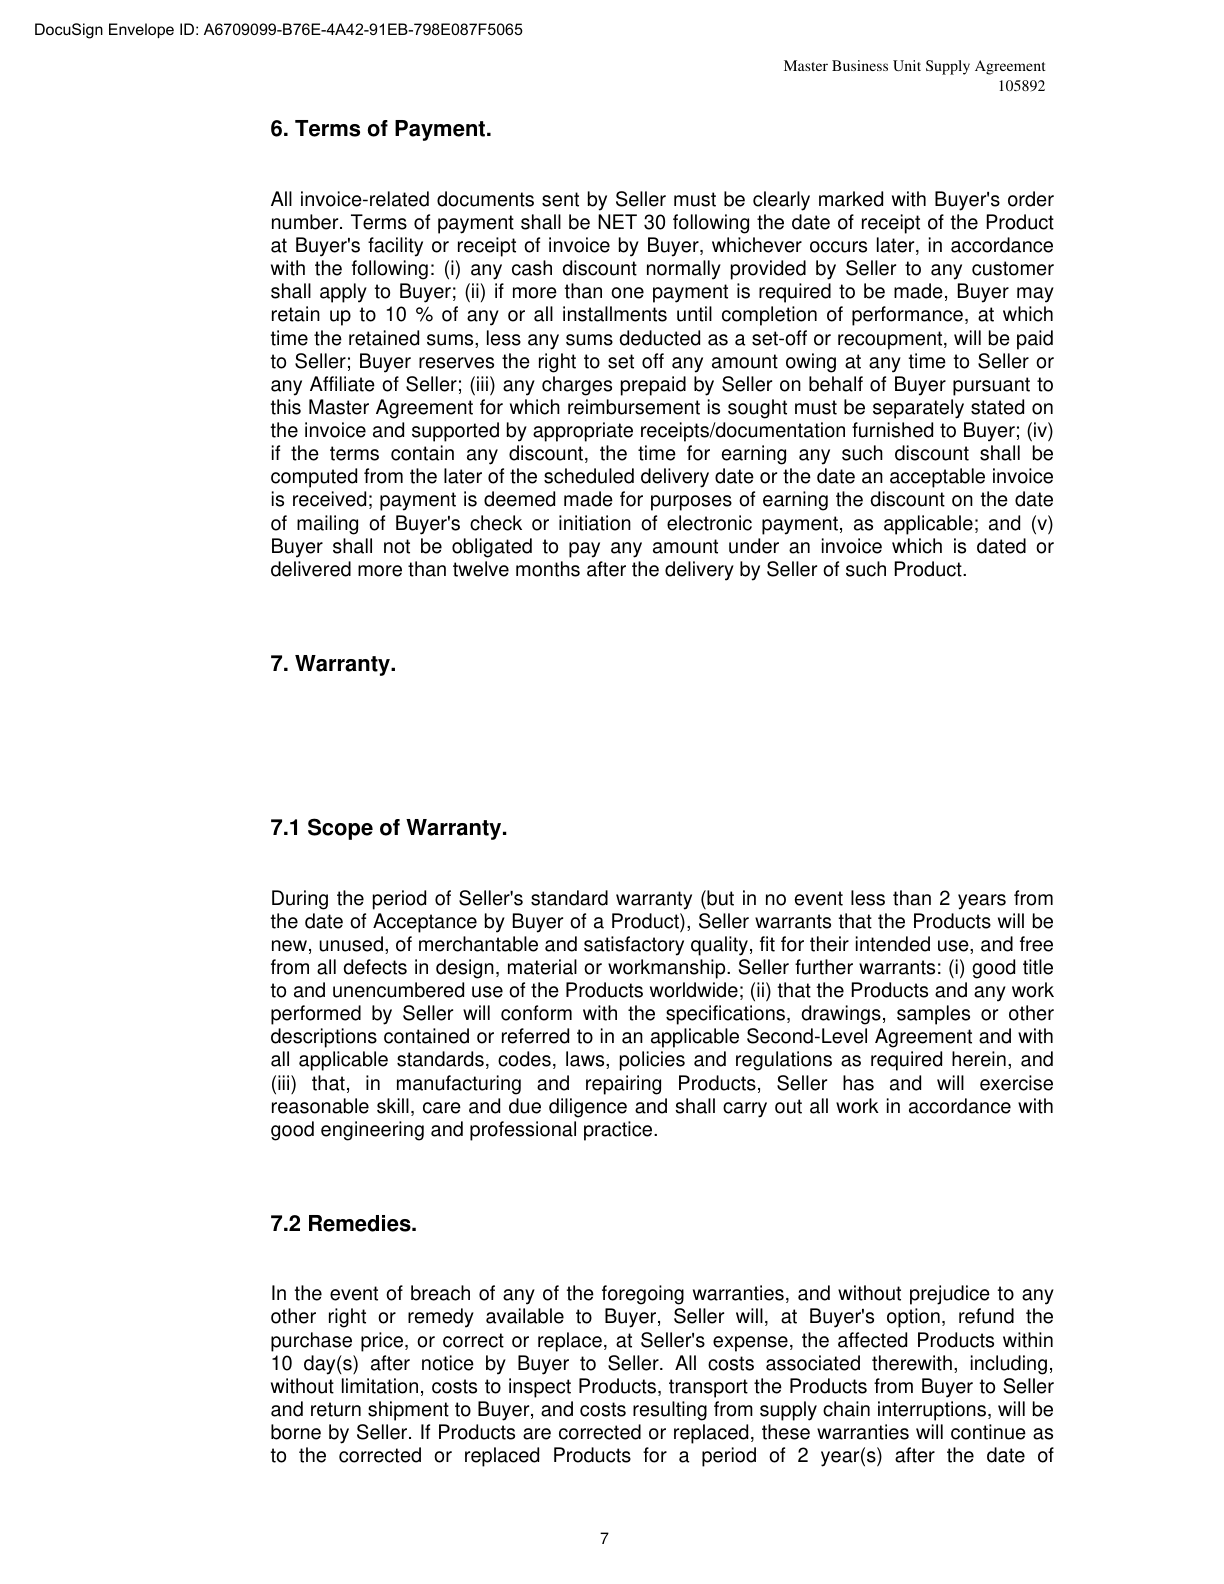 DocuSign Envelope ID: A6709099-B76E-4A42-91EB-798E087F5065
Master Business Unit Supply Agreement
105892
6. Terms of Payment.
All invoice-related documents sent by Seller must be clearly marked with Buyer's order
number. Terms of payment shall be NET 30 following the date of receipt of the Product
at Buyer's facility or receipt of invoice by Buyer, whichever occurs later, in accordance
with the following: (i) any cash discount normally provided by Seller to any customer
shall apply to Buyer; (ii) if more than one payment is required to be made, Buyer may
retain up to 10 % of any or all installments until completion of performance, at which
time the retained sums, less any sums deducted as a set-off or recoupment, will be paid
to Seller; Buyer reserves the right to set off any amount owing at any time to Seller or
any Affiliate of Seller; (iii) any charges prepaid by Seller on behalf of Buyer pursuant to
this Master Agreement for which reimbursement is sought must be separately stated on
the invoice and supported by appropriate receipts/documentation furnished to Buyer; (iv)
if the terms contain any discount, the time for earning any such discount shall be
computed from the later of the scheduled delivery date or the date an acceptable invoice
is received; payment is deemed made for purposes of earning the discount on the date
of mailing of Buyer's check or initiation of electronic payment, as applicable; and (v)
Buyer shall not be obligated to pay any amount under an invoice which is dated or
delivered more than twelve months after the delivery by Seller of such Product.
7. Warranty.
7.1 Scope of Warranty.
During the period of Seller's standard warranty (but in no event less than 2 years from
the date of Acceptance by Buyer of a Product), Seller warrants that the Products will be
new, unused, of merchantable and satisfactory quality, fit for their intended use, and free
from all defects in design, material or workmanship. Seller further warrants: (i) good title
to and unencumbered use of the Products worldwide; (ii) that the Products and any work
performed by Seller will conform with the specifications, drawings, samples or other
descriptions contained or referred to in an applicable Second-Level Agreement and with
all applicable standards, codes, laws, policies and regulations as required herein, and
(iii) that, in manufacturing and repairing Products, Seller has and will exercise
reasonable skill, care and due diligence and shall carry out all work in accordance with
good engineering and professional practice.
7.2 Remedies.
In the event of breach of any of the foregoing warranties, and without prejudice to any
other right or remedy available to Buyer, Seller will, at Buyer's option, refund the
purchase price, or correct or replace, at Seller's expense, the affected Products within
10 day(s) after notice by Buyer to Seller. All costs associated therewith, including,
without limitation, costs to inspect Products, transport the Products from Buyer to Seller
and return shipment to Buyer, and costs resulting from supply chain interruptions, will be
borne by Seller. If Products are corrected or replaced, these warranties will continue as
to the corrected or replaced Products for a period of 2 year(s) after the date of
7